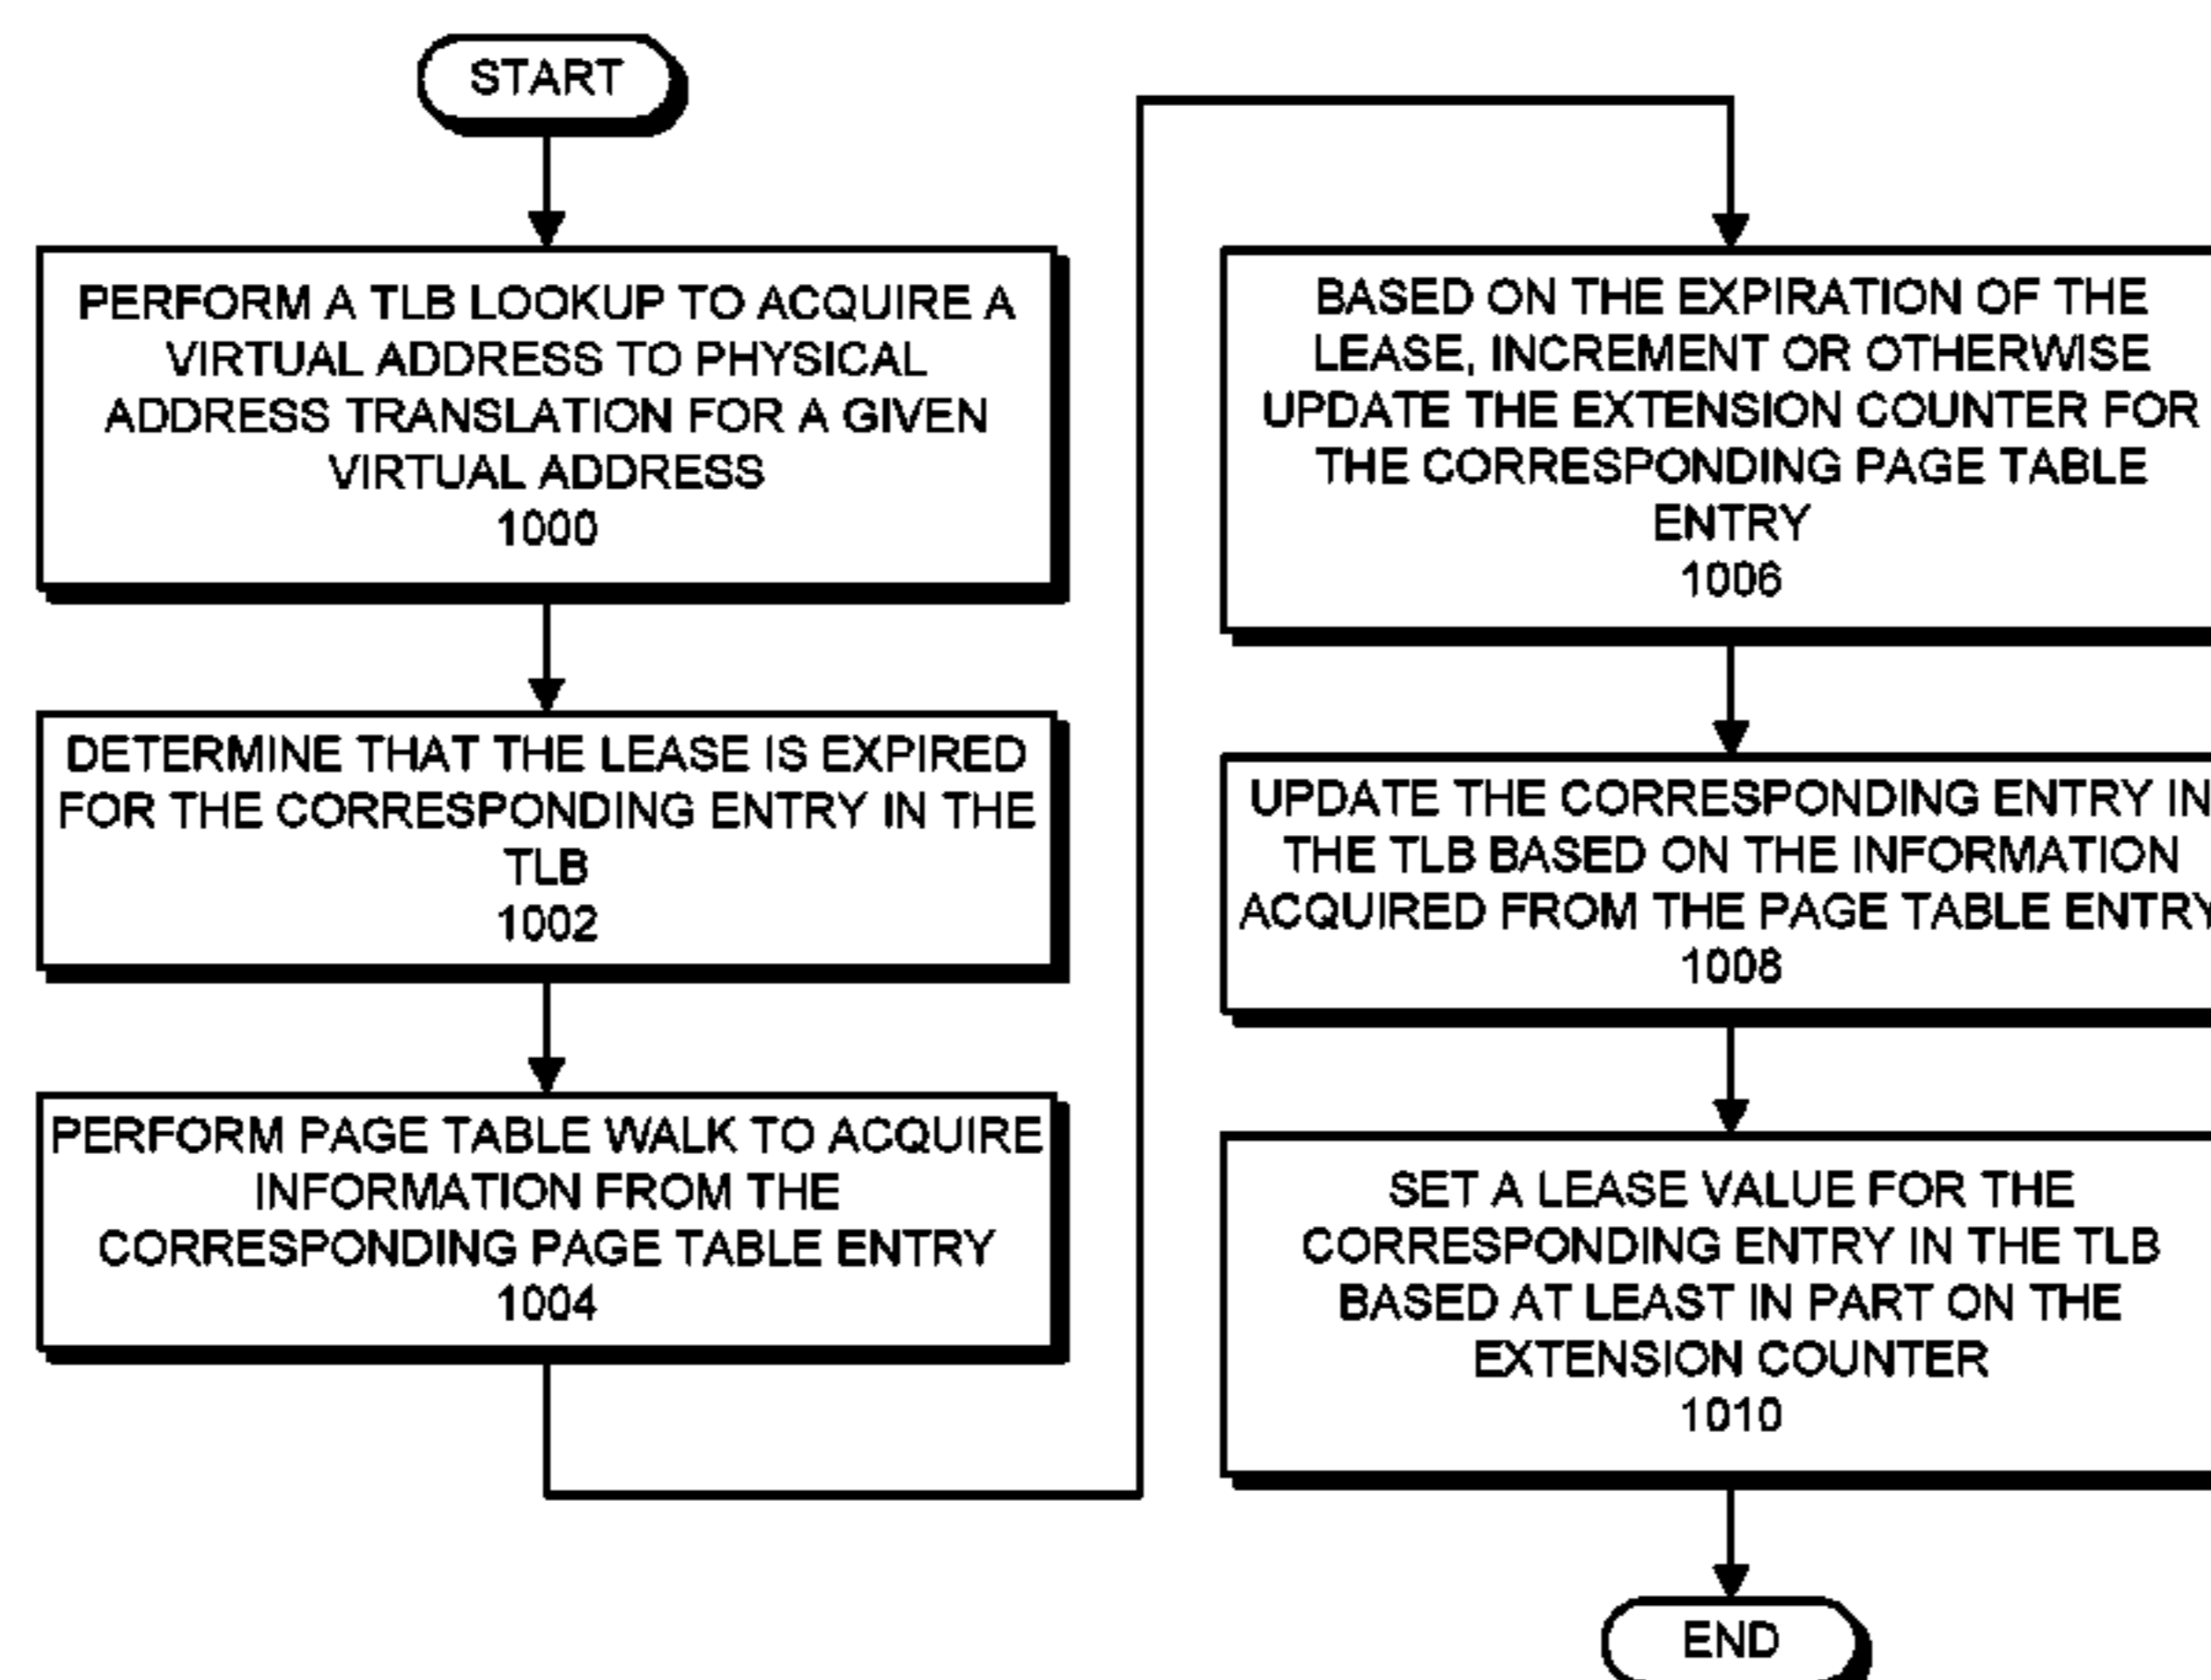 START
PERFORM A TLB LOOKUP TO ACQUIRE A
VIRTUAL ADDRESS TO PHYSICAL
ADDRESS TRANSLATION FOR A GIVEN
VIRTUAL ADDRESS
1000
DETERMINE THAT THE LEASE IS EXPIRED
FOR THE CORRESPONDING ENTRY IN THE
TLB
1002
PERFORM PAGE TABLE WALK TO ACQUIRE
INFORMATION FROM THE
CORRESPONDING PAGE TABLE ENTRY
1004
BASED ON THE EXPIRATION OF THE
LEASE, INCREMENT OR OTHERWISE
UPDATE THE EXTENSION COUNTER FOR
THE CORRESPONDING PAGE TABLE
ENTRY
1006
UPDATE THE CORRESPONDING ENTRY IN
THE TLB BASED ON THE INFORMATION
ACQUIRED FROM THE PAGE TABLE ENTRY
1008
SET A LEASE VALUE FOR THE
CORRESPONDING ENTRY IN THE TLB
BASED AT LEAST IN PART ON THE
EXTENSION COUNTER
1010
END